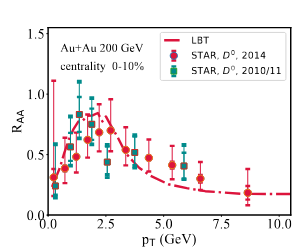 Au+Au 200 GeV
centrality 0-10%
LBT
STAR, D⁰, 2014
STAR, D⁰, 2010/11
R_AA
1.5
1.0
0.5
0.0
0.0 2.5 5.0 7.5 10.0
p_T (GeV)